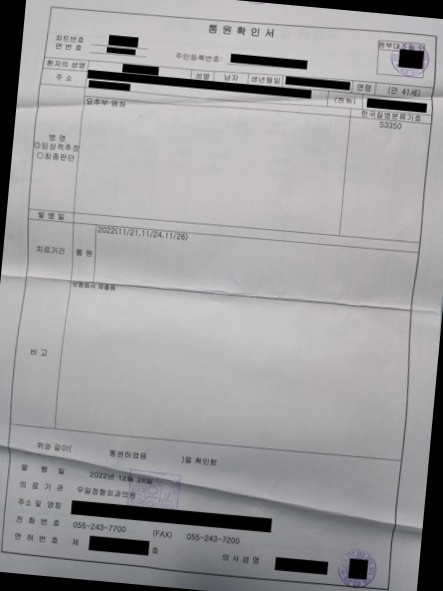 통원확인서
차트번호
연번호
주민등록번호:
원부대조필
환자의 성명 성별 남자 생년월일 연령 (만 41세)
주소 (전화)
요추부 염좌 한국질병분류기호
S3350
병명
◎임상적추정
○최종판단
발병일
치료기간 통원 2022(11/21,11/24,11/26)
비고
위와 같이( 통원하였음 )을 확인함
발행일 2022년 12월
의료기관 우일정형외과의원
주소 및 명칭
전화번호 055-243-7700 (FAX) 055-243-7200
면허번호 제 호 의사성명